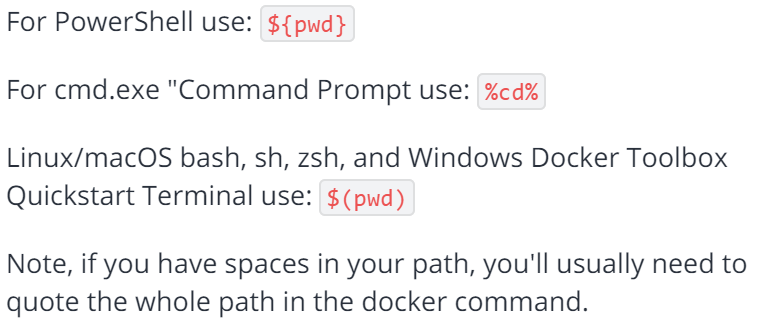 For PowerShell use: ${pwd}
For cmd.exe "Command Prompt use: %cd%
Linux/macOS bash, sh, zsh, and Windows Docker Toolbox
Quickstart Terminal use: $(pwd)
Note, if you have spaces in your path, you'll usually need to
quote the whole path in the docker command.